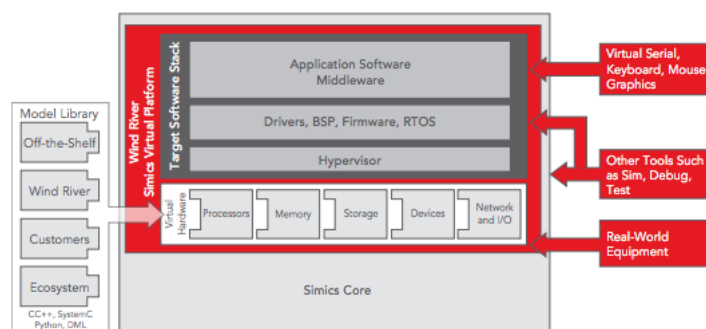 Model Library
Off-the-Shelf
Wind River
Customers
Ecosystem
CC++, SystemC
Python, DML
Wind River
Simics Virtual Platform
Target Software Stack
Application Software
Middleware
Drivers, BSP, Firmware, RTOS
Hypervisor
Virtual
Hardware
Processors
Memory
Storage
Devices
Network
and I/O
Simics Core
Virtual Serial,
Keyboard, Mouse
Graphics
Other Tools Such
as Sim, Debug,
Test
Real-World
Equipment